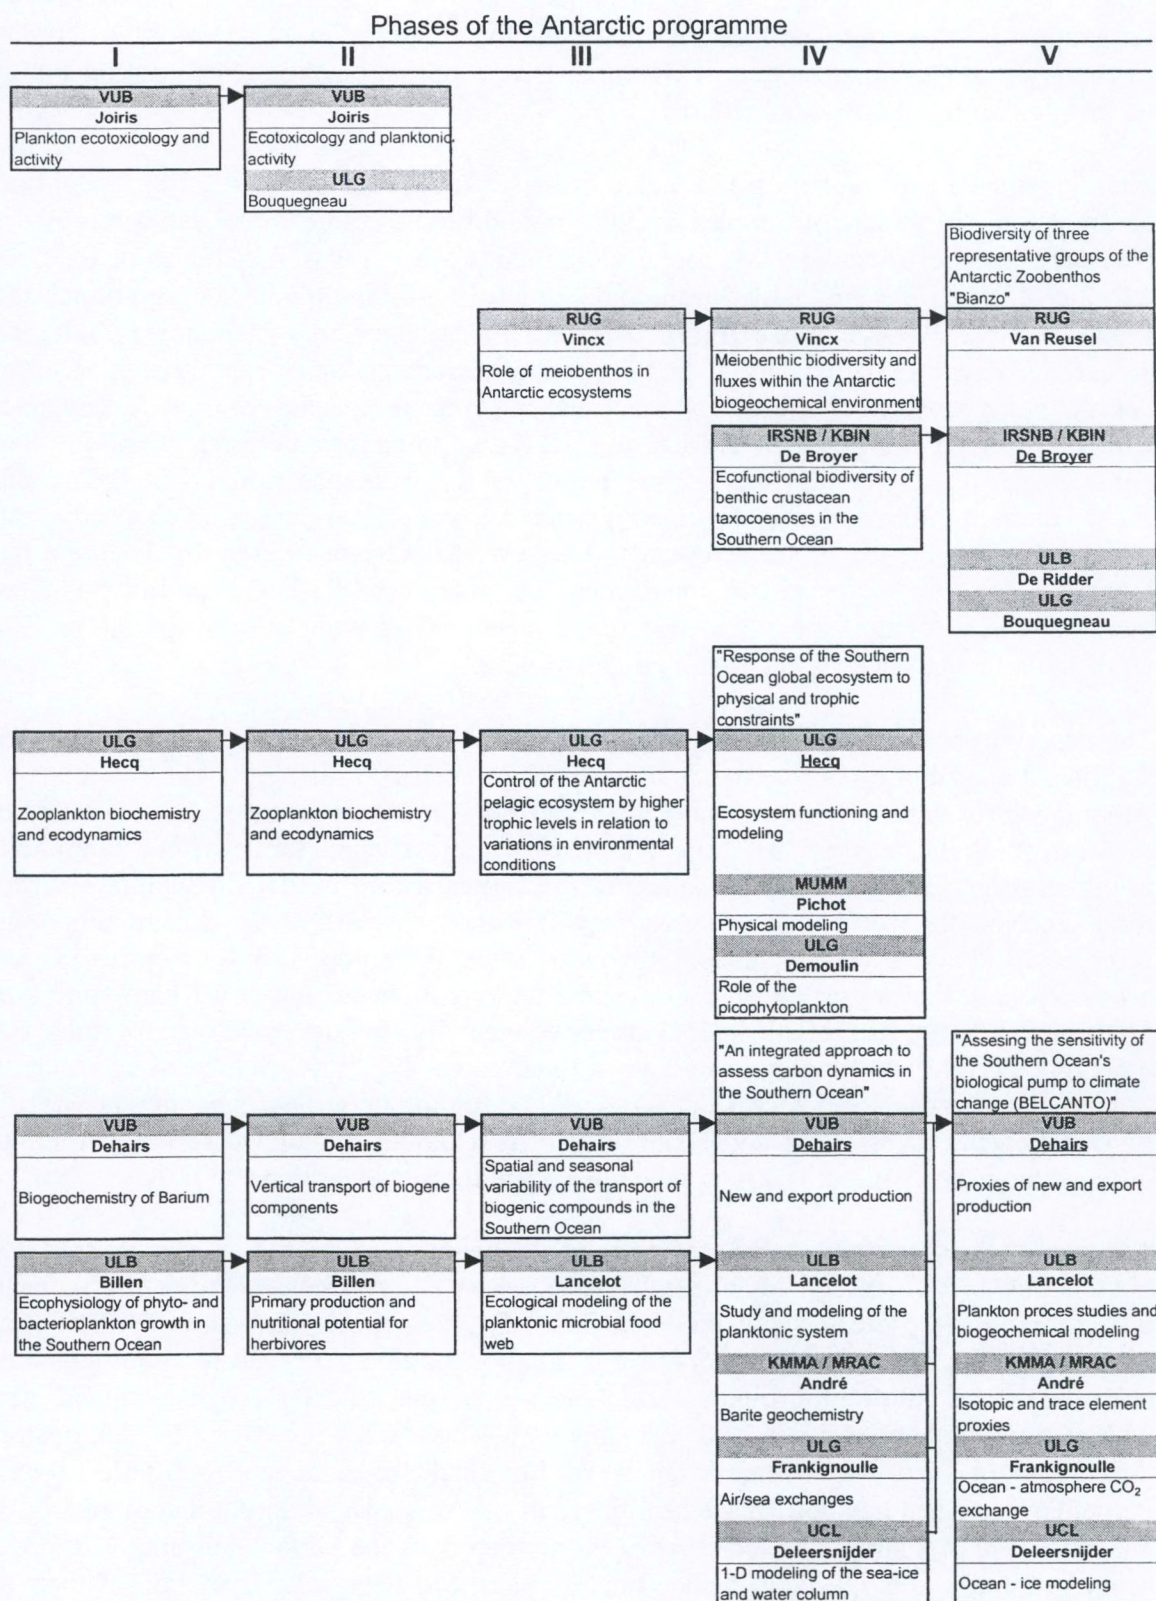 Phases of the Antarctic programme
I II III IV V
VUB
Joiris
Plankton ecotoxicology and
activity
VUB
Joiris
Ecotoxicology and planktonic
activity
ULG
Bouquegneau
RUG
Vincx
Role of meiobenthos in
Antarctic ecosystems
RUG
Vincx
Meiobenthic biodiversity and
fluxes within the Antarctic
biogeochemical environment
IRSNB / KBIN
De Broyer
Ecofunctional biodiversity of
benthic crustacean
taxocoenoses in the
Southern Ocean
Biodiversity of three
representative groups of the
Antarctic Zoobenthos
"Bianzo"
RUG
Van Reusel
IRSNB / KBIN
De Broyer
ULB
De Ridder
ULG
Bouquegneau
ULG
Hecq
Zooplankton biochemistry
and ecodynamics
ULG
Hecq
Zooplankton biochemistry
and ecodynamics
ULG
Hecq
Control of the Antarctic
pelagic ecosystem by higher
trophic levels in relation to
variations in environmental
conditions
"Response of the Southern
Ocean global ecosystem to
physical and trophic
constraints"
ULG
Hecq
Ecosystem functioning and
modeling
MUMM
Pichot
Physical modeling
ULG
Demoulin
Role of the
picophytoplankton
VUB
Dehairs
Biogeochemistry of Barium
ULB
Billen
Ecophysiology of phyto- and
bacterioplankton growth in
the Southern Ocean
VUB
Dehairs
Vertical transport of biogene
components
ULB
Billen
Primary production and
nutritional potential for
herbivores
VUB
Dehairs
Spatial and seasonal
variability of the transport of
biogenic compounds in the
Southern Ocean
ULB
Lancelot
Ecological modeling of the
planktonic microbial food
web
"An integrated approach to
assess carbon dynamics in
the Southern Ocean"
VUB
Dehairs
New and export production
ULB
Lancelot
Study and modeling of the
planktonic system
KMMA / MRAC
André
Barite geochemistry
ULG
Frankignoulle
Air/sea exchanges
UCL
Deleersnijder
1-D modeling of the sea-ice
and water column
"Assesing the sensitivity of
the Southern Ocean's
biological pump to climate
change (BELCANTO)"
VUB
Dehairs
Proxies of new and export
production
ULB
Lancelot
Plankton proces studies and
biogeochemical modeling
KMMA / MRAC
André
Isotopic and trace element
proxies
ULG
Frankignoulle
Ocean - atmosphere CO₂
exchange
UCL
Deleersnijder
Ocean - ice modeling